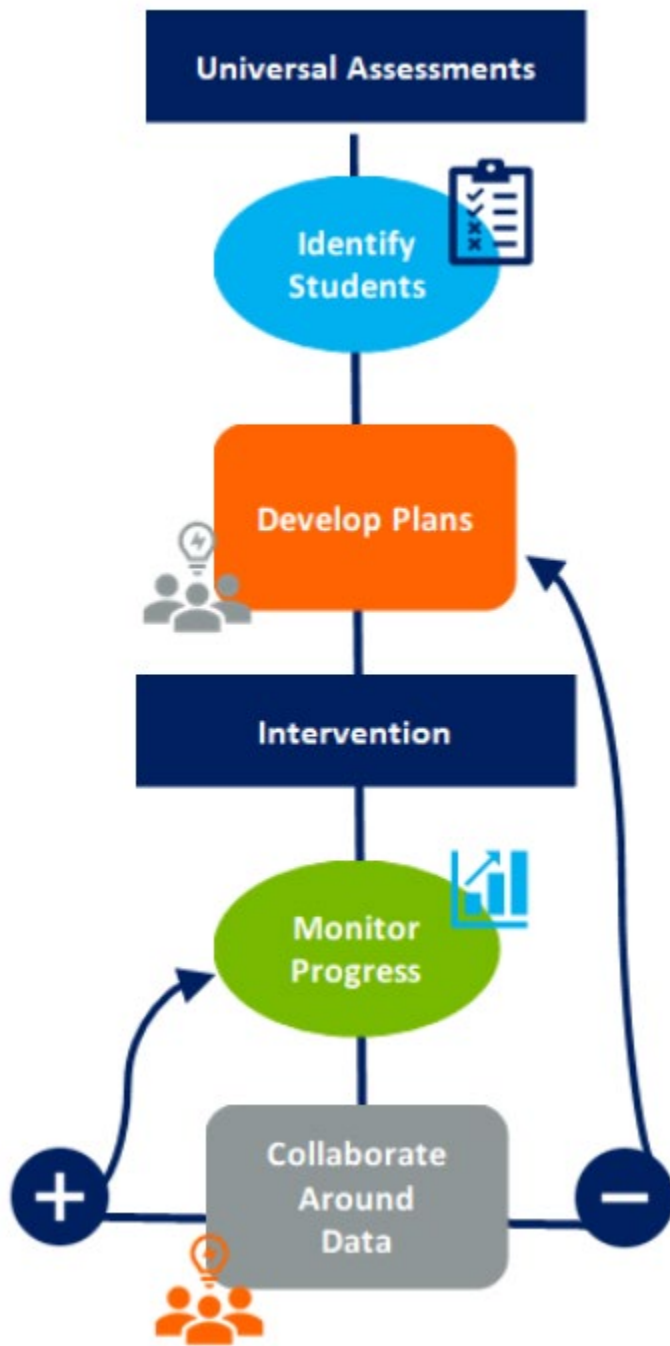 Universal Assessments
Identify
Students
Develop Plans
Intervention
Monitor
Progress
Collaborate
Around
Data